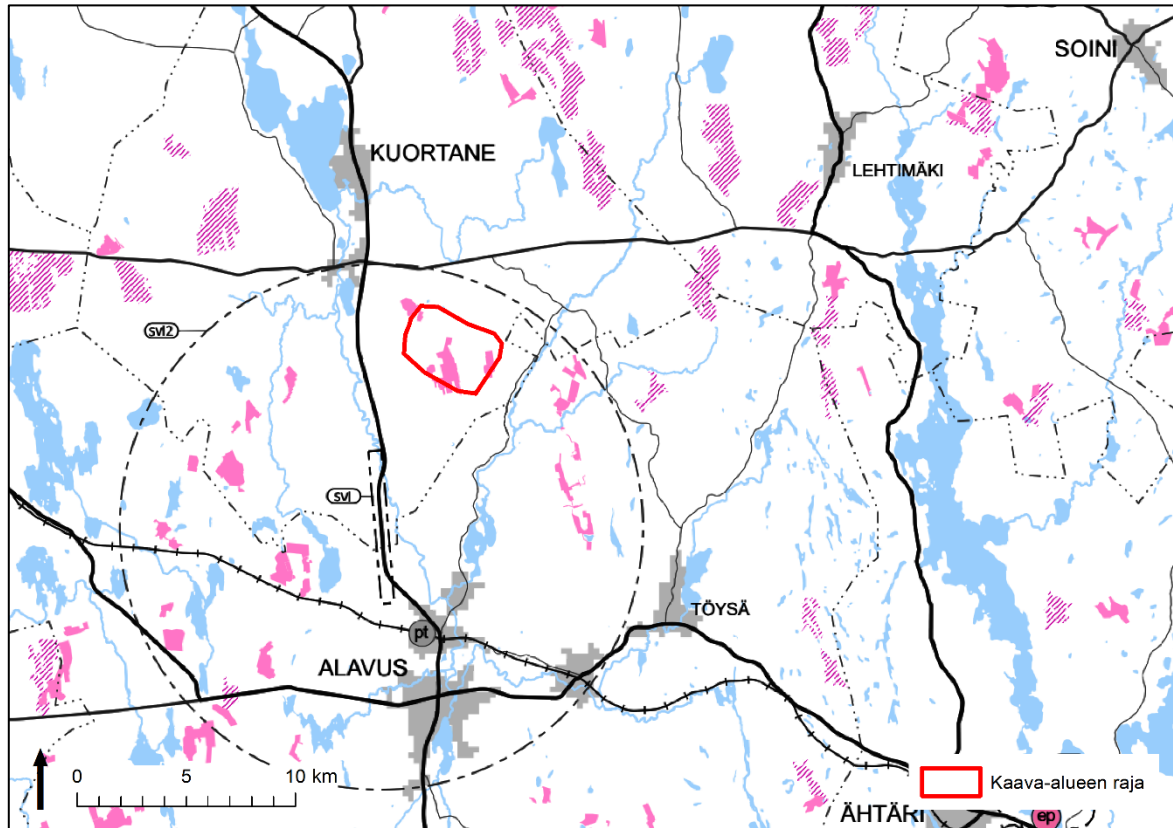 SOINI
KUORTANE
LEHTIMÄKI
svl2
svl
TÖYSÄ
pt
ALAVUS
0 5 10 km
Kaava-alueen raja
ÄHTÄRI
ep